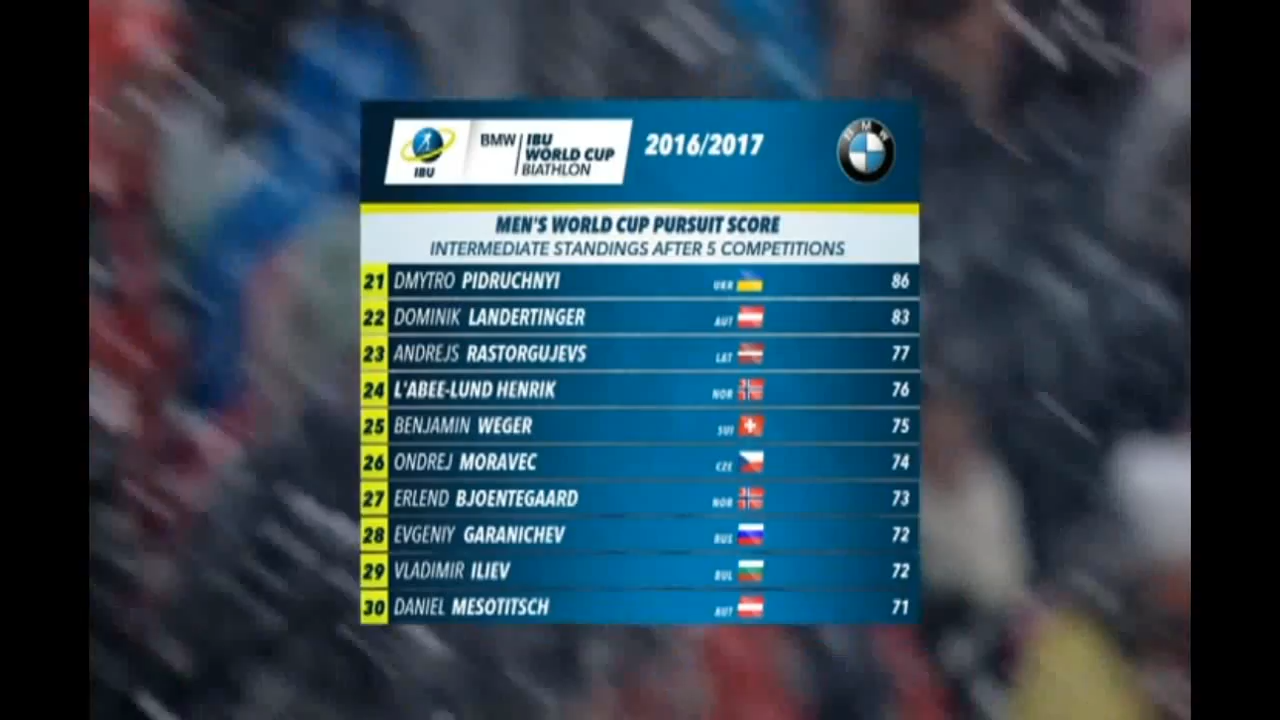 IBU
BMW
IBU
WORLD CUP
BIATHLON
2016/2017
BMW
MEN'S WORLD CUP PURSUIT SCORE
INTERMEDIATE STANDINGS AFTER 5 COMPETITIONS
21 DMYTRO PIDRUCHNYI UKR 86
22 DOMINIK LANDERTINGER AUT 83
23 ANDREJS RASTORGUJEVS LAT 77
24 L'ABEE-LUND HENRIK NOR 76
25 BENJAMIN WEGER SUI 75
26 ONDREJ MORAVEC CZE 74
27 ERLEND BJOENTEGAARD NOR 73
28 EVGENIY GARANICHEV RUS 72
29 VLADIMIR ILIEV BUL 72
30 DANIEL MESOTITSCH AUT 71